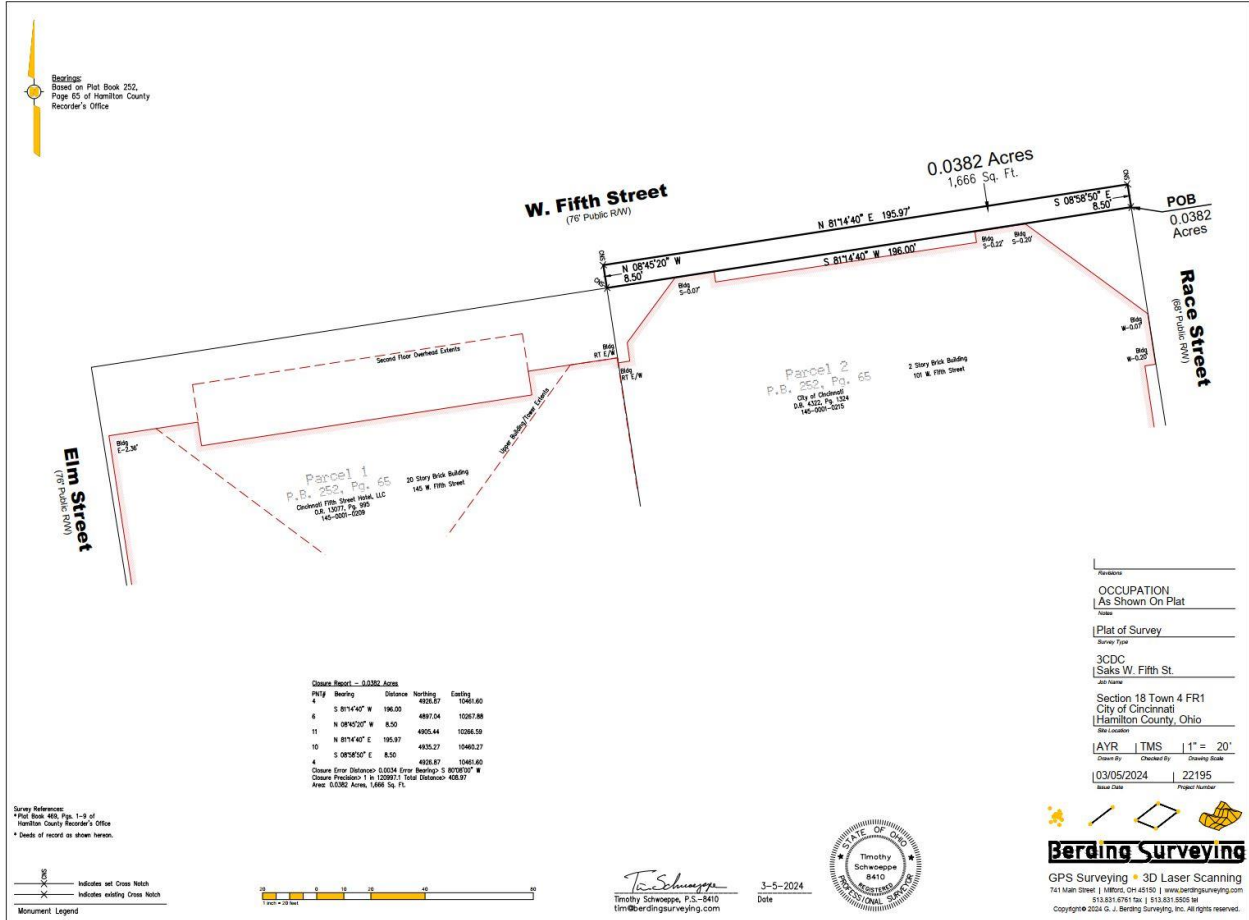 Bearings:
Based on Plat Book 252,
Page 65 of Hamilton County
Recorder's Office
W. Fifth Street
(76' Public R/W)
0.0382 Acres
1,666 Sq. Ft.
N 81°14'40" E 195.97'
S 08°58'50" E
8.50'
CNS
POB
0.0382
Acres
CNS
N 08°45'20" W
8.50'
CNS
S 81°14'40" W 196.00'
Bldg
S-0.07'
Bldg
S-0.22'
Bldg
S-0.20'
Race Street
(68' Public R/W)
Bldg
W-0.07'
Bldg
W-0.20'
Second Floor Overhead Extents
Bldg
RT E/W
Bldg
RT E/W
Upper Building/Tower Extents
Parcel 2
P.B. 252, Pg. 65
City of Cincinnati
D.B. 4322, Pg. 1324
145-0001-0215
2 Story Brick Building
101 W. Fifth Street
Bldg
E-2.36'
Elm Street
(76' Public R/W)
Parcel 1
P.B. 252, Pg. 65
Cincinnati Fifth Street Hotel, LLC
O.R. 13077, Pg. 995
145-0001-0209
20 Story Brick Building
145 W. Fifth Street
Revisions
OCCUPATION
As Shown On Plat
Notes
Plat of Survey
Survey Type
3CDC
Saks W. Fifth St.
Job Name
Section 18 Town 4 FR1
City of Cincinnati
Hamilton County, Ohio
Site Location
AYR TMS 1" = 20'
Drawn By Checked By Drawing Scale
03/05/2024 22195
Issue Date Project Number
Berding Surveying
GPS Surveying • 3D Laser Scanning
741 Main Street | Milford, OH 45150 | www.berdingsurveying.com
513.831.6761 fax | 513.831.5505 tel
Copyright© 2024 G. J. Berding Surveying, Inc. All rights reserved.
Closure Report - 0.0382 Acres
PNT# Bearing Distance Northing Easting
4 4926.87 10461.60
S 81°14'40" W 196.00
6 4897.04 10267.88
N 08°45'20" W 8.50
11 4905.44 10266.59
N 81°14'40" E 195.97
10 4935.27 10460.27
S 08°58'50" E 8.50
4 4926.87 10461.60
Closure Error Distance> 0.0034 Error Bearing> S 80°08'00" W
Closure Precision> 1 in 120997.1 Total Distance> 408.97
Area: 0.0382 Acres, 1,666 Sq. Ft.
Survey References:
* Plat Book 469, Pgs. 1-9 of
Hamilton County Recorder's Office
* Deeds of record as shown hereon.
CNS
Indicates set Cross Notch
Indicates existing Cross Notch
Monument Legend
20 0 10 20 40 80
1 inch = 20 feet
Timothy Schwoeppe, P.S.-8410
tim@berdingsurveying.com
3-5-2024
Date
STATE OF OHIO
Timothy
Schwoeppe
8410
REGISTERED
PROFESSIONAL SURVEYOR